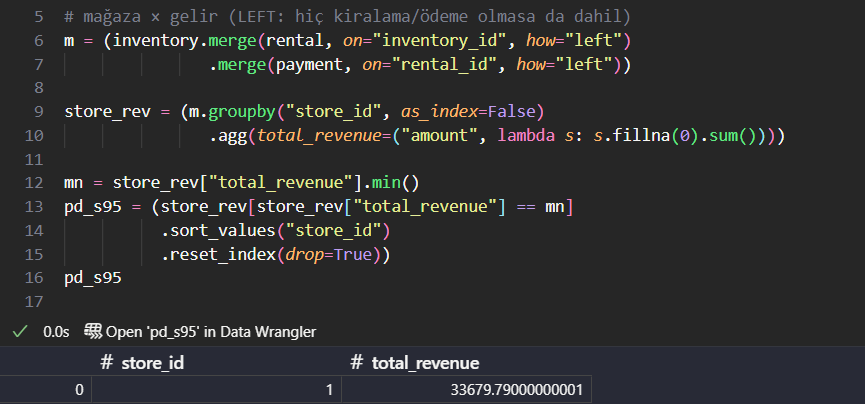 5 # mağaza × gelir (LEFT: hiç kiralama/ödeme olmasa da dahil)
6 m = (inventory.merge(rental, on="inventory_id", how="left")
7 .merge(payment, on="rental_id", how="left"))
8
9 store_rev = (m.groupby("store_id", as_index=False)
10 .agg(total_revenue=("amount", lambda s: s.fillna(0).sum())))
11
12 mn = store_rev["total_revenue"].min()
13 pd_s95 = (store_rev[store_rev["total_revenue"] == mn]
14 .sort_values("store_id")
15 .reset_index(drop=True))
16 pd_s95
17
0.0s Open 'pd_s95' in Data Wrangler
# store_id # total_revenue
0 1 33679.79000000001